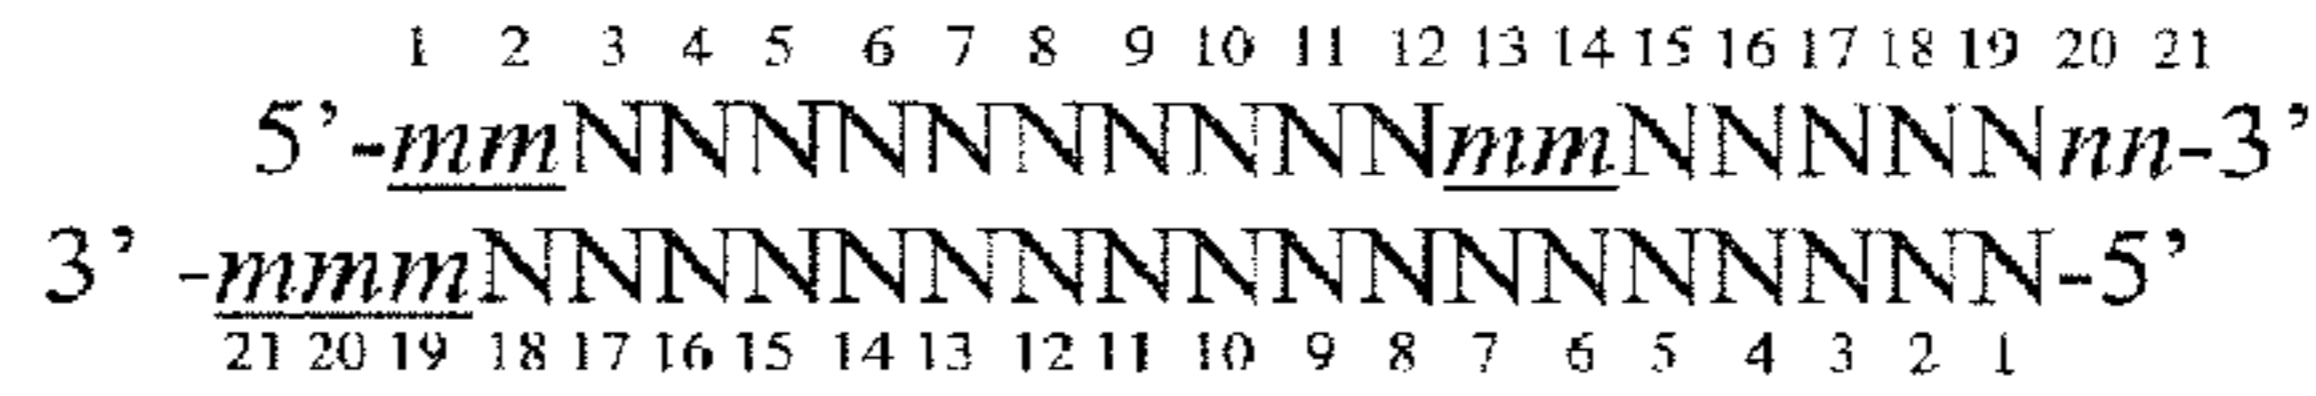 1 2 3 4 5 6 7 8 9 10 11 12 13 14 15 16 17 18 19 20 21
5’-mmNNNNNNNNNNmmNNNNNnn-3’
3’ -mmmNNNNNNNNNNNNNNNNNN-5’
21 20 19 18 17 16 15 14 13 12 11 10 9 8 7 6 5 4 3 2 1